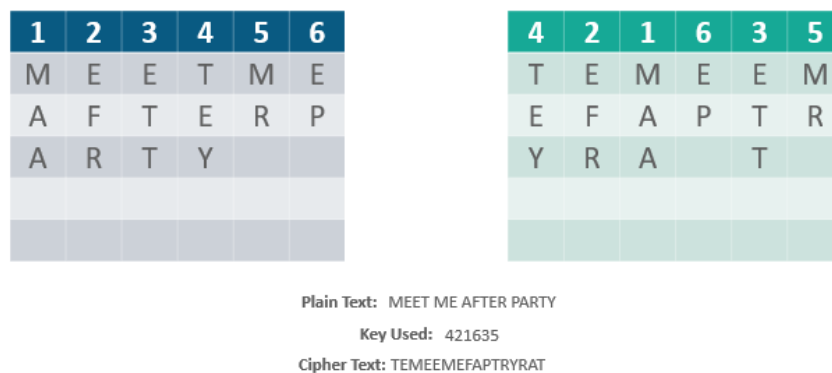 1 2 3 4 5 6
M E E T M E
A F T E R P
A R T Y
4 2 1 6 3 5
T E M E E M
E F A P T R
Y R A T
Plain Text: MEET ME AFTER PARTY
Key Used: 421635
Cipher Text: TEMEEMEFAPTRYRAT